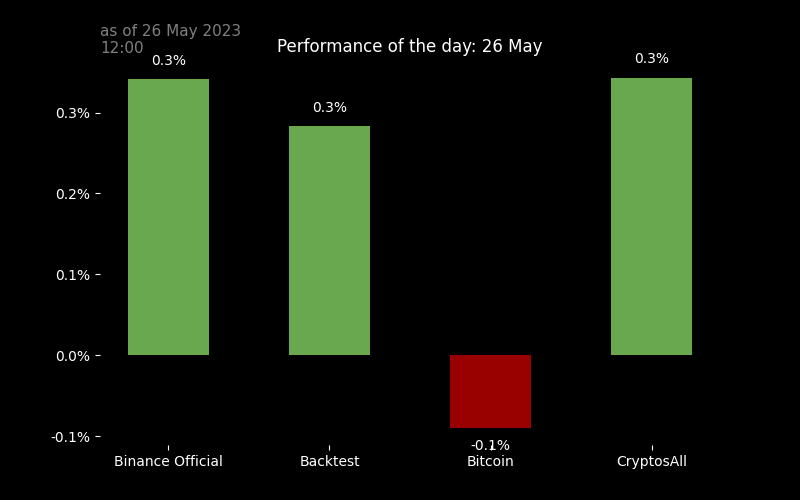 as of 26 May 2023
12:00
Performance of the day: 26 May
0.3%
0.3%
0.3%
0.3%
0.2%
0.1%
0.0%
-0.1%
-0.1%
Binance Official
Backtest
Bitcoin
CryptosAll